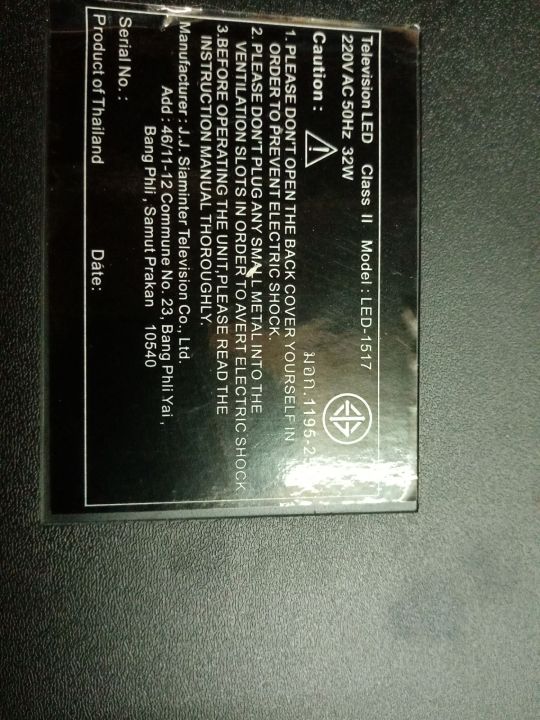 Television LED Class II Model : LED-1517
220VAC 50Hz 32W
Caution :
มอก.1195-2
1.PLEASE DON'T OPEN THE BACK COVER YOURSELF IN
ORDER TO PREVENT ELECTRIC SHOCK.
2. PLEASE DON'T PLUG ANY SMALL METAL INTO THE
VENTILATION SLOTS IN ORDER TO AVERT ELECTRIC SHOCK
3.BEFORE OPERATING THE UNIT,PLEASE READ THE
INSTRUCTION MANUAL THOROUGHLY.
Manufacturer : J.J. Siaminter Television Co., Ltd.
Add : 46/11-12 Commune No. 23, Bang Phli Yai ,
Bang Phli , Samut Prakan 10540
Serial No. :
Product of Thailand Date: